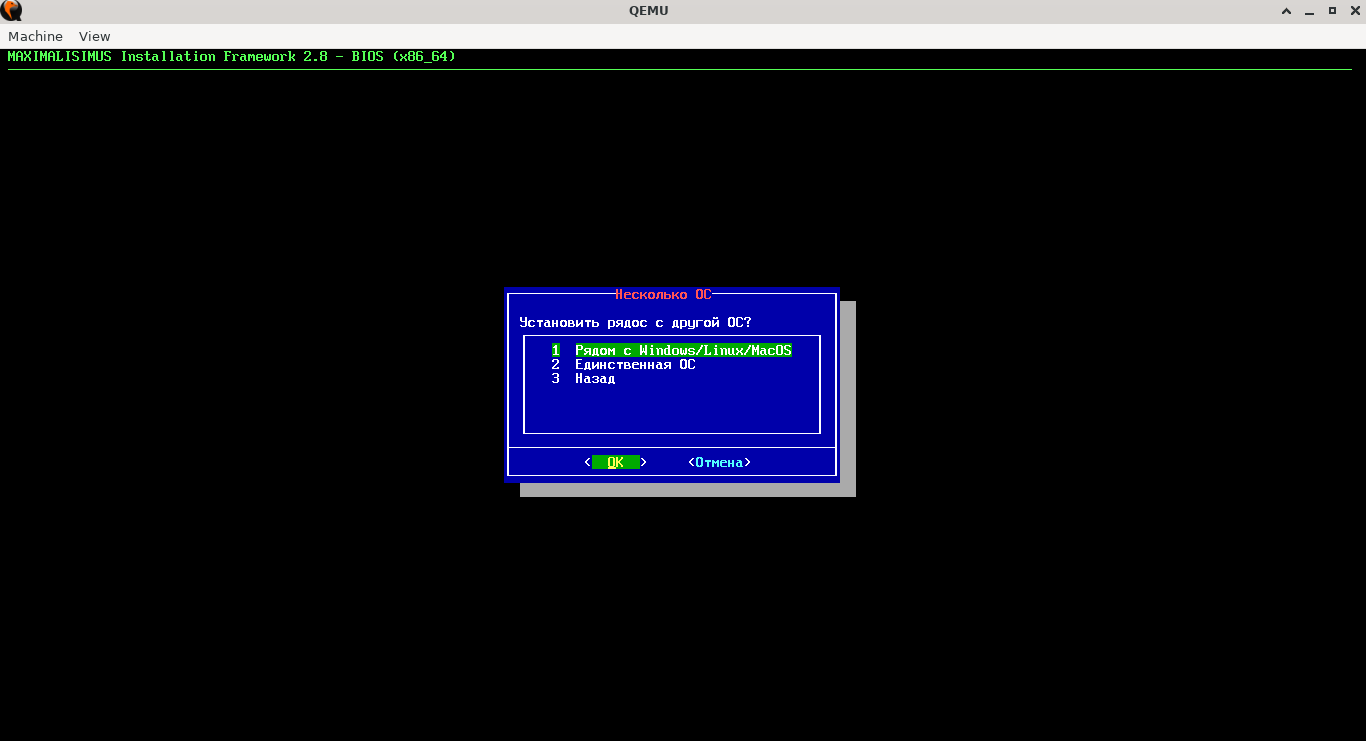 QEMU
Machine View
MAXIMALISIMUS Installation Framework 2.8 - BIOS (x86_64)
Несколько ОС
Установить рядос с другой ОС?
1 Рядом с Windows/Linux/MacOS
2 Единственная ОС
3 Назад
< OK > <Отмена>